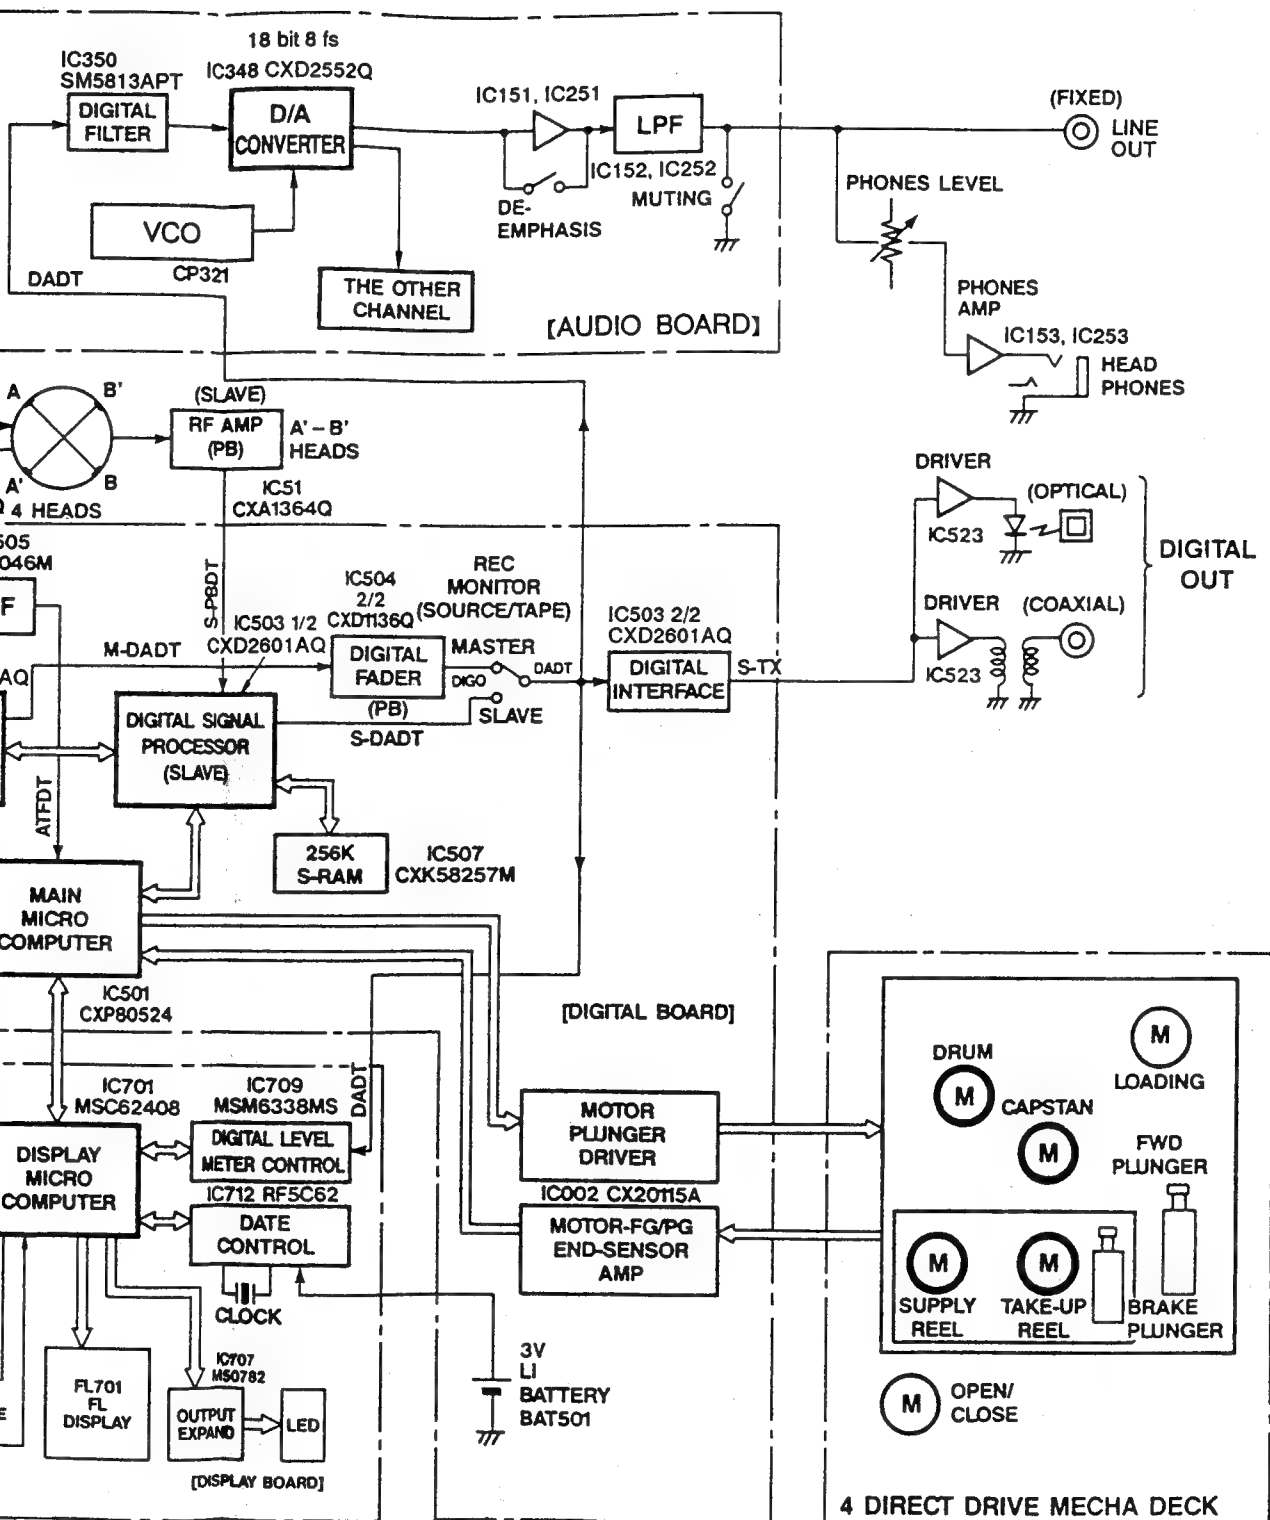 18 bit 8 fs
IC350
SM5813APT
IC348 CXD2552Q
DIGITAL
FILTER
D/A
CONVERTER
IC151, IC251
LPF
(FIXED)
LINE
OUT
IC152, IC252
MUTING
DE-
EMPHASIS
PHONES LEVEL
VCO
CP321
DADT
THE OTHER
CHANNEL
[AUDIO BOARD]
PHONES
AMP
IC153, IC253
HEAD
PHONES
A
B'
A'
B
4 HEADS
(SLAVE)
RF AMP
(PB)
A' – B'
HEADS
IC51
CXA1364Q
DRIVER
IC523
(OPTICAL)
DIGITAL
OUT
DRIVER
IC523
(COAXIAL)
505
046M
F
AQ
S-PBDT
IC503 1/2
CXD2601AQ
IC504
2/2
CXD1136Q
REC
MONITOR
(SOURCE/TAPE)
IC503 2/2
CXD2601AQ
M-DADT
DIGITAL
FADER
(PB)
MASTER
DIGO
DADT
SLAVE
S-DADT
DIGITAL
INTERFACE
S-TX
DIGITAL SIGNAL
PROCESSOR
(SLAVE)
ATFDT
256K
S-RAM
IC507
CXK58257M
MAIN
MICRO
COMPUTER
IC501
CXP80524
[DIGITAL BOARD]
IC701
MSC62408
IC709
MSM6338MS
DADT
DISPLAY
MICRO
COMPUTER
DIGITAL LEVEL
METER CONTROL
IC712 RF5C62
DATE
CONTROL
CLOCK
MOTOR
PLUNGER
DRIVER
IC002 CX20115A
MOTOR-FG/PG
END-SENSOR
AMP
DRUM
M
CAPSTAN
M
M
LOADING
FWD
PLUNGER
M
SUPPLY
REEL
M
TAKE-UP
REEL
BRAKE
PLUNGER
M
OPEN/
CLOSE
3V
LI
BATTERY
BAT501
E
FL701
FL
DISPLAY
IC707
M50782
OUTPUT
EXPAND
LED
[DISPLAY BOARD]
4 DIRECT DRIVE MECHA DECK